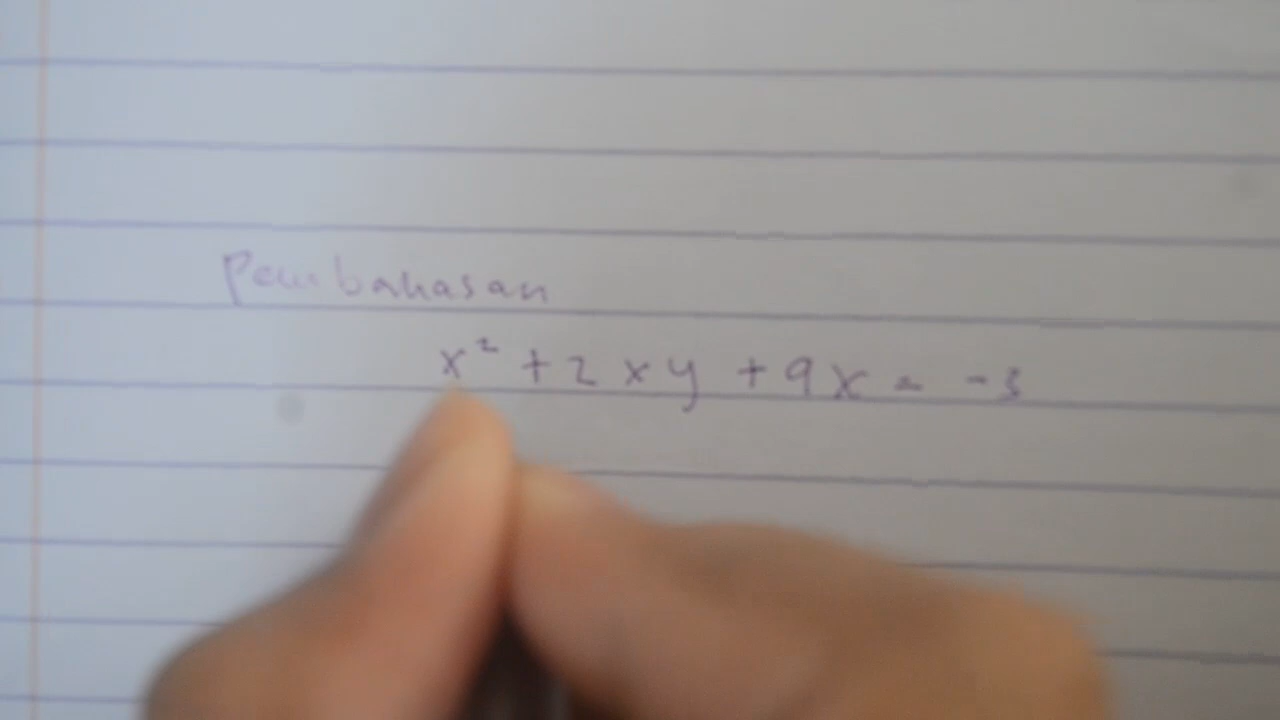 Pembahasan
x² + 2xy + 9x = -3